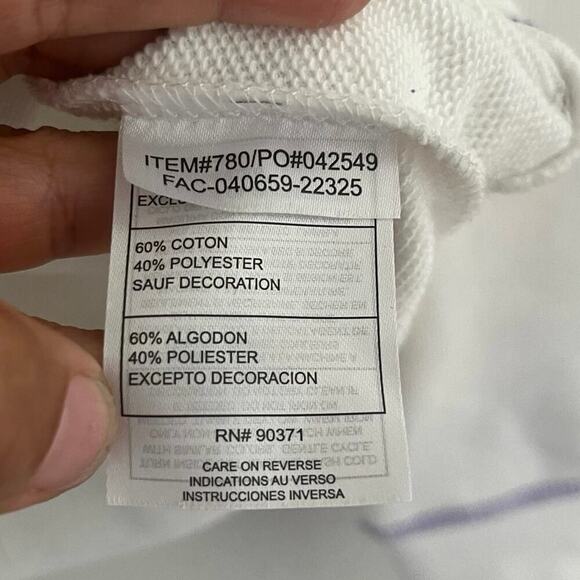 ITEM#780/PO#042549
FAC-040659-22325
60% COTON
40% POLYESTER
SAUF DECORATION
60% ALGODON
40% POLIESTER
EXCEPTO DECORACION
RN# 90371
CARE ON REVERSE
INDICATIONS AU VERSO
INSTRUCCIONES INVERSA